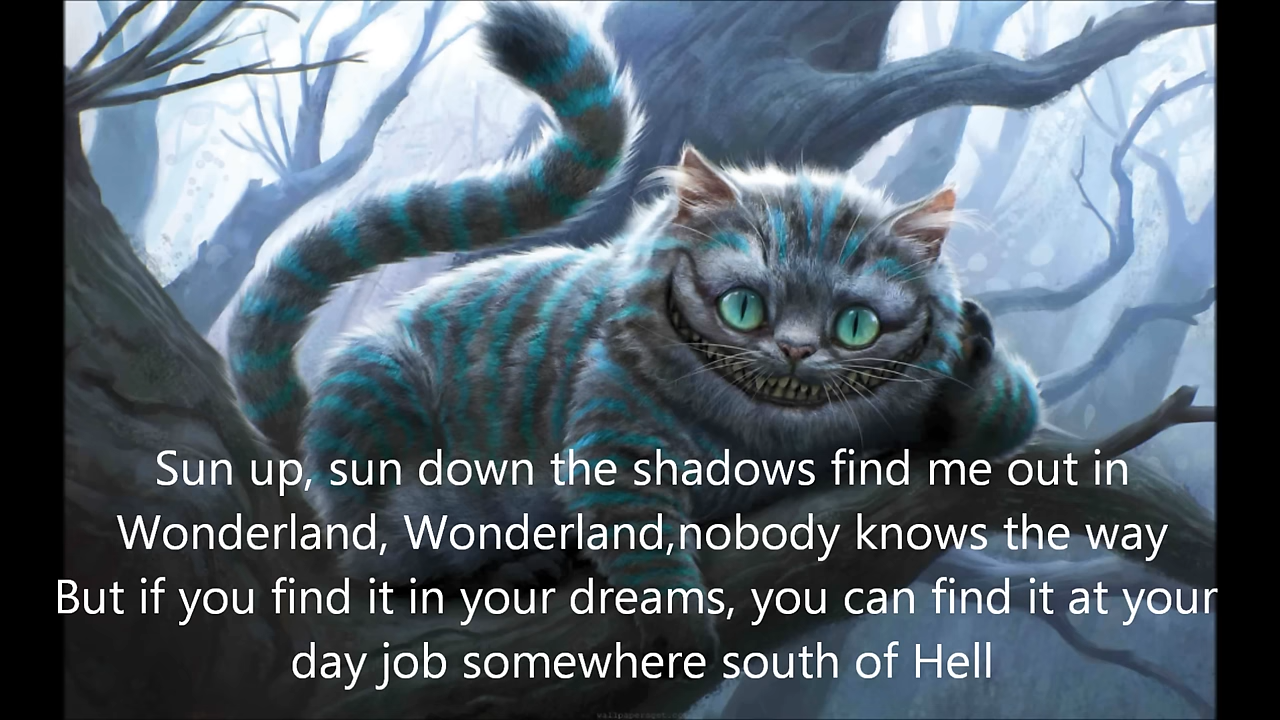 Sun up, sun down the shadows find me out in
Wonderland, Wonderland,nobody knows the way
But if you find it in your dreams, you can find it at your
day job somewhere south of Hell